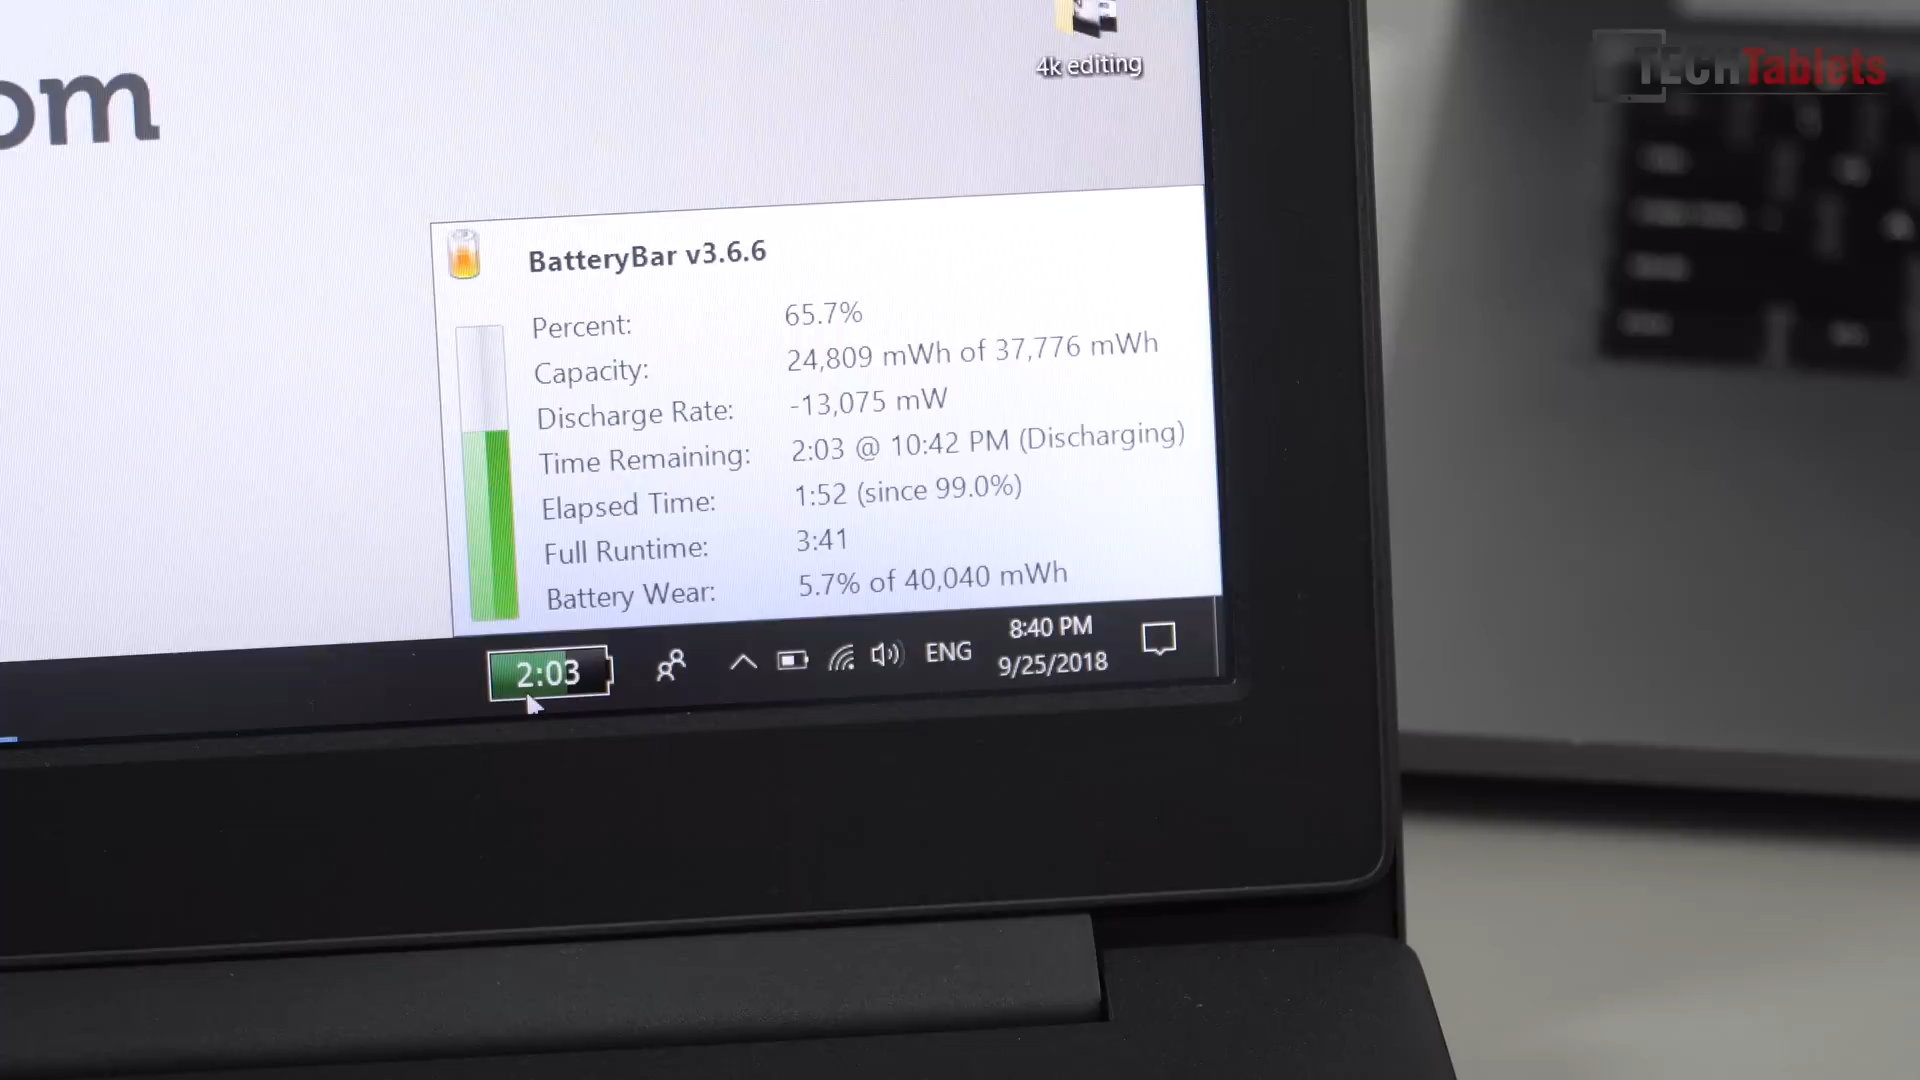 TECHTablets
4k editing
om
BatteryBar v3.6.6
Percent: 65.7%
Capacity: 24,809 mWh of 37,776 mWh
Discharge Rate: -13,075 mW
Time Remaining: 2:03 @ 10:42 PM (Discharging)
Elapsed Time: 1:52 (since 99.0%)
Full Runtime: 3:41
Battery Wear: 5.7% of 40,040 mWh
2:03
ENG
8:40 PM
9/25/2018